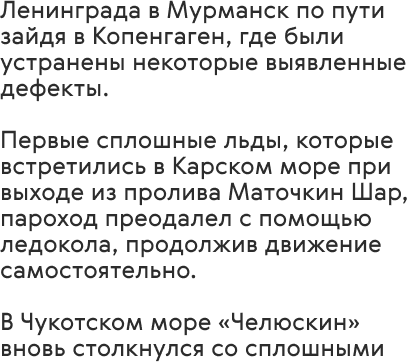 Ленинграда в Мурманск по пути
зайдя в Копенгаген, где были
устранены некоторые выявленные
дефекты.
Первые сплошные льды, которые
встретились в Карском море при
выходе из пролива Маточкин Шар,
пароход преодалел с помощью
ледокола, продолжив движение
самостоятельно.
В Чукотском море «Челюскин»
вновь столкнулся со сплошными